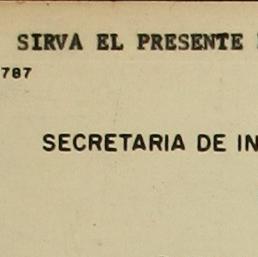 SIRVA EL PRESENTE
787
SECRETARIA DE IN